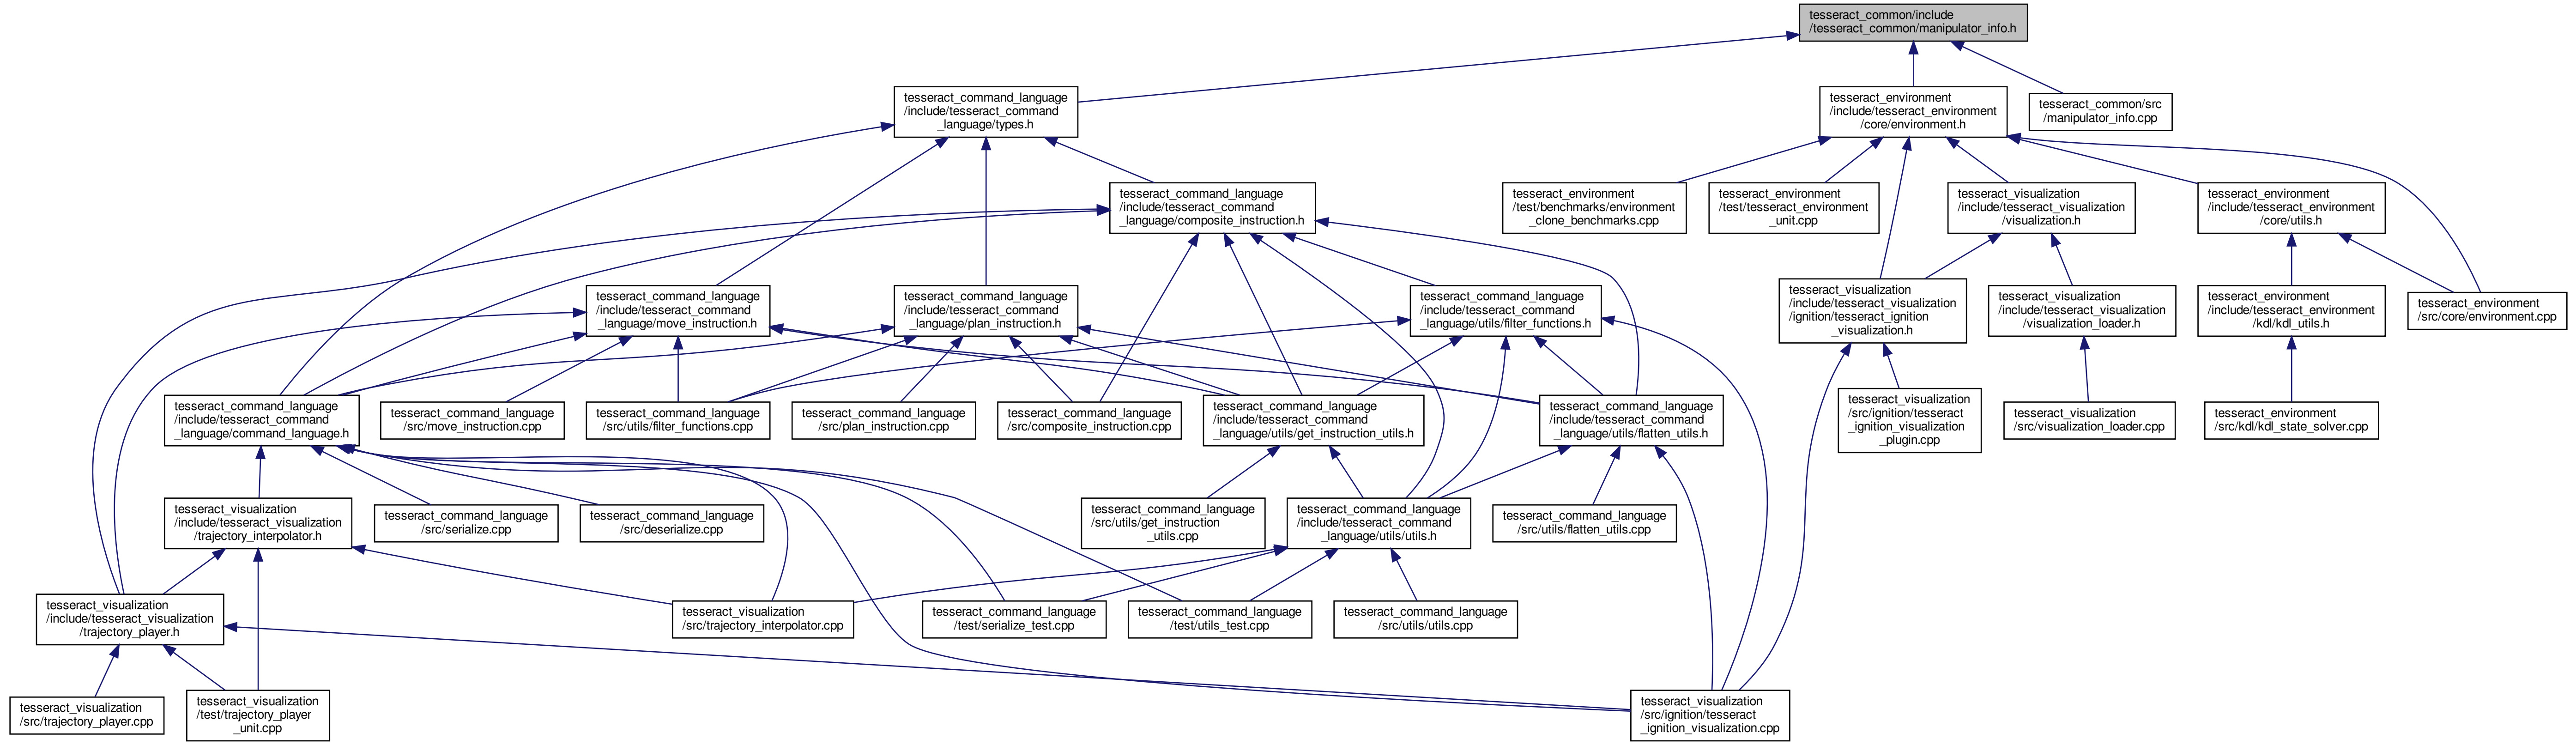 tesseract_common/include
/tesseract_common/manipulator_info.h
tesseract_command_language
/include/tesseract_command
_language/types.h
tesseract_environment
/include/tesseract_environment
/core/environment.h
tesseract_common/src
/manipulator_info.cpp
tesseract_command_language
/include/tesseract_command
_language/composite_instruction.h
tesseract_environment
/test/benchmarks/environment
_clone_benchmarks.cpp
tesseract_environment
/test/tesseract_environment
_unit.cpp
tesseract_visualization
/include/tesseract_visualization
/visualization.h
tesseract_environment
/include/tesseract_environment
/core/utils.h
tesseract_command_language
/include/tesseract_command
_language/move_instruction.h
tesseract_command_language
/include/tesseract_command
_language/plan_instruction.h
tesseract_command_language
/include/tesseract_command
_language/utils/filter_functions.h
tesseract_visualization
/include/tesseract_visualization
/ignition/tesseract_ignition
_visualization.h
tesseract_visualization
/include/tesseract_visualization
/visualization_loader.h
tesseract_environment
/include/tesseract_environment
/kdl/kdl_utils.h
tesseract_environment
/src/core/environment.cpp
tesseract_command_language
/include/tesseract_command
_language/command_language.h
tesseract_command_language
/src/move_instruction.cpp
tesseract_command_language
/src/utils/filter_functions.cpp
tesseract_command_language
/src/plan_instruction.cpp
tesseract_command_language
/src/composite_instruction.cpp
tesseract_command_language
/include/tesseract_command
_language/utils/get_instruction_utils.h
tesseract_command_language
/include/tesseract_command
_language/utils/flatten_utils.h
tesseract_visualization
/src/ignition/tesseract
_ignition_visualization
_plugin.cpp
tesseract_visualization
/src/visualization_loader.cpp
tesseract_environment
/src/kdl/kdl_state_solver.cpp
tesseract_visualization
/include/tesseract_visualization
/trajectory_interpolator.h
tesseract_command_language
/src/serialize.cpp
tesseract_command_language
/src/deserialize.cpp
tesseract_command_language
/src/utils/get_instruction
_utils.cpp
tesseract_command_language
/include/tesseract_command
_language/utils/utils.h
tesseract_command_language
/src/utils/flatten_utils.cpp
tesseract_visualization
/include/tesseract_visualization
/trajectory_player.h
tesseract_visualization
/src/trajectory_interpolator.cpp
tesseract_command_language
/test/serialize_test.cpp
tesseract_command_language
/test/utils_test.cpp
tesseract_command_language
/src/utils/utils.cpp
tesseract_visualization
/src/trajectory_player.cpp
tesseract_visualization
/test/trajectory_player
_unit.cpp
tesseract_visualization
/src/ignition/tesseract
_ignition_visualization.cpp